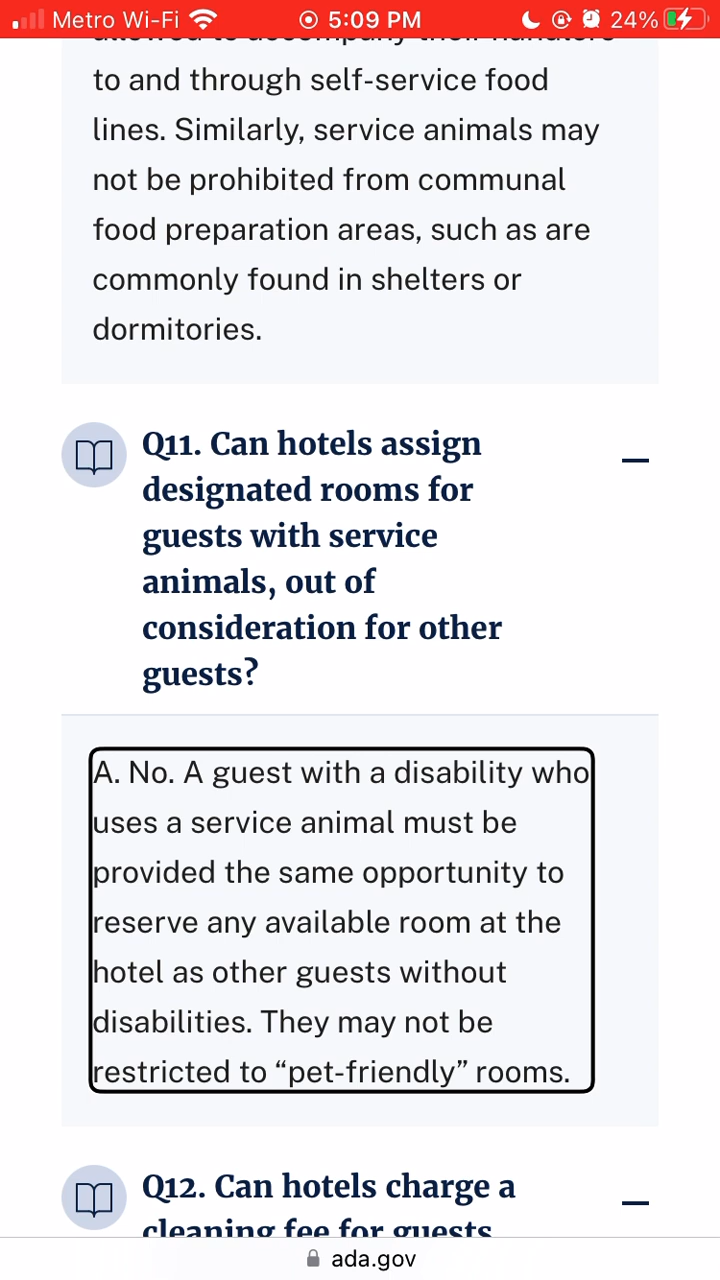 Metro Wi-Fi 5:09 PM 24%
to and through self-service food
lines. Similarly, service animals may
not be prohibited from communal
food preparation areas, such as are
commonly found in shelters or
dormitories.
Q11. Can hotels assign
designated rooms for
guests with service
animals, out of
consideration for other
guests?
A. No. A guest with a disability who
uses a service animal must be
provided the same opportunity to
reserve any available room at the
hotel as other guests without
disabilities. They may not be
restricted to “pet-friendly” rooms.
Q12. Can hotels charge a
cleaning fee for guests
ada.gov